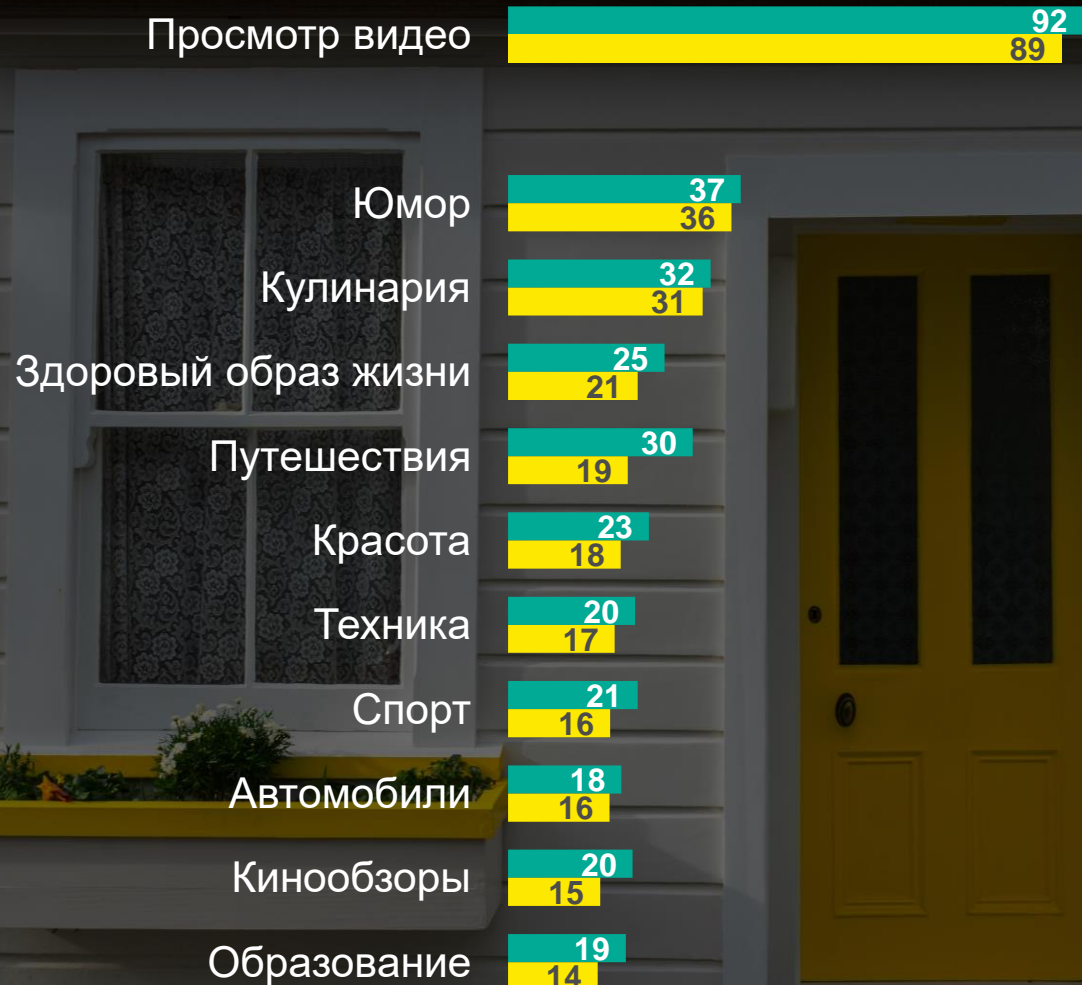 Просмотр видео 92
89
Юмор 37
36
Кулинария 32
31
Здоровый образ жизни 25
21
Путешествия 30
19
Красота 23
18
Техника 20
17
Спорт 21
16
Автомобили 18
16
Кинообзоры 20
15
Образование 19
14